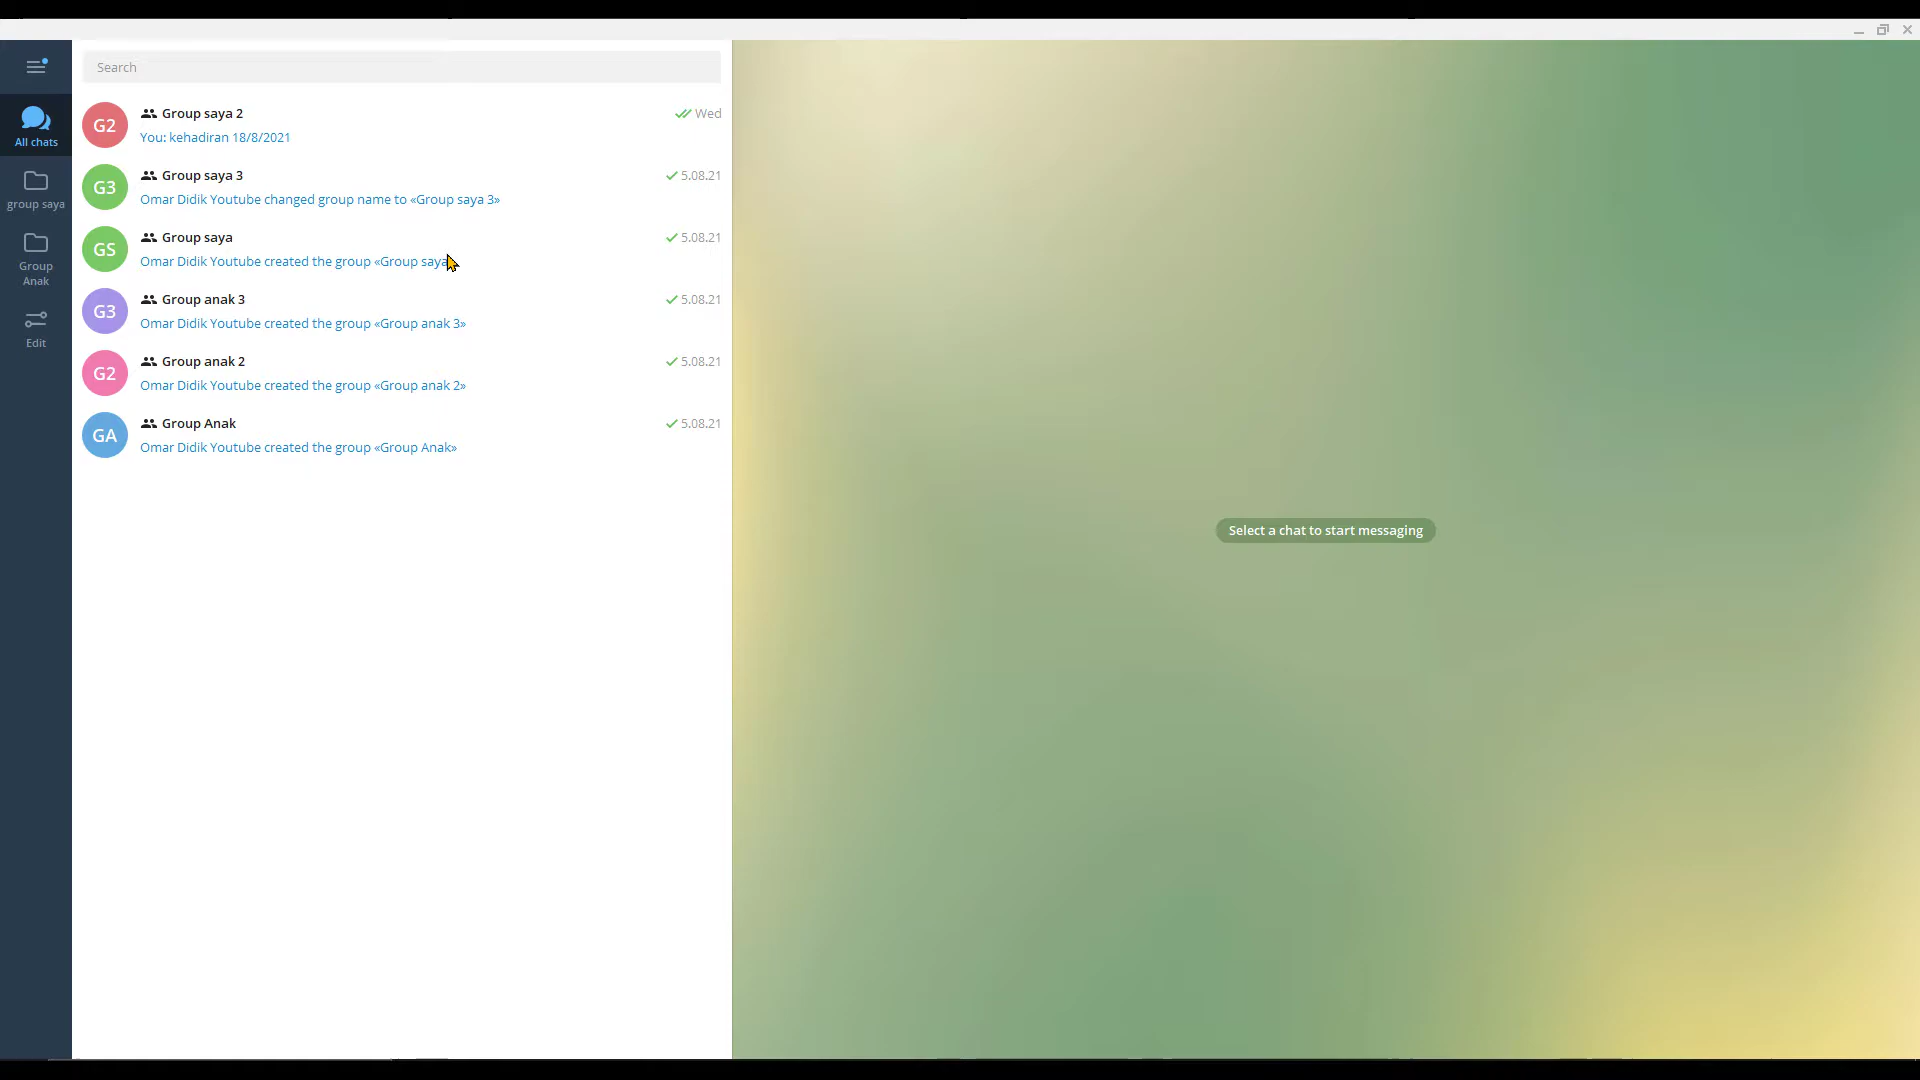 Search
All chats
group saya
Group
Anak
Edit
G2
Group saya 2
Wed
You: kehadiran 18/8/2021
G3
Group saya 3
5.08.21
Omar Didik Youtube changed group name to «Group saya 3»
GS
Group saya
5.08.21
Omar Didik Youtube created the group «Group saya
G3
Group anak 3
5.08.21
Omar Didik Youtube created the group «Group anak 3»
G2
Group anak 2
5.08.21
Omar Didik Youtube created the group «Group anak 2»
GA
Group Anak
5.08.21
Omar Didik Youtube created the group «Group Anak»
Select a chat to start messaging